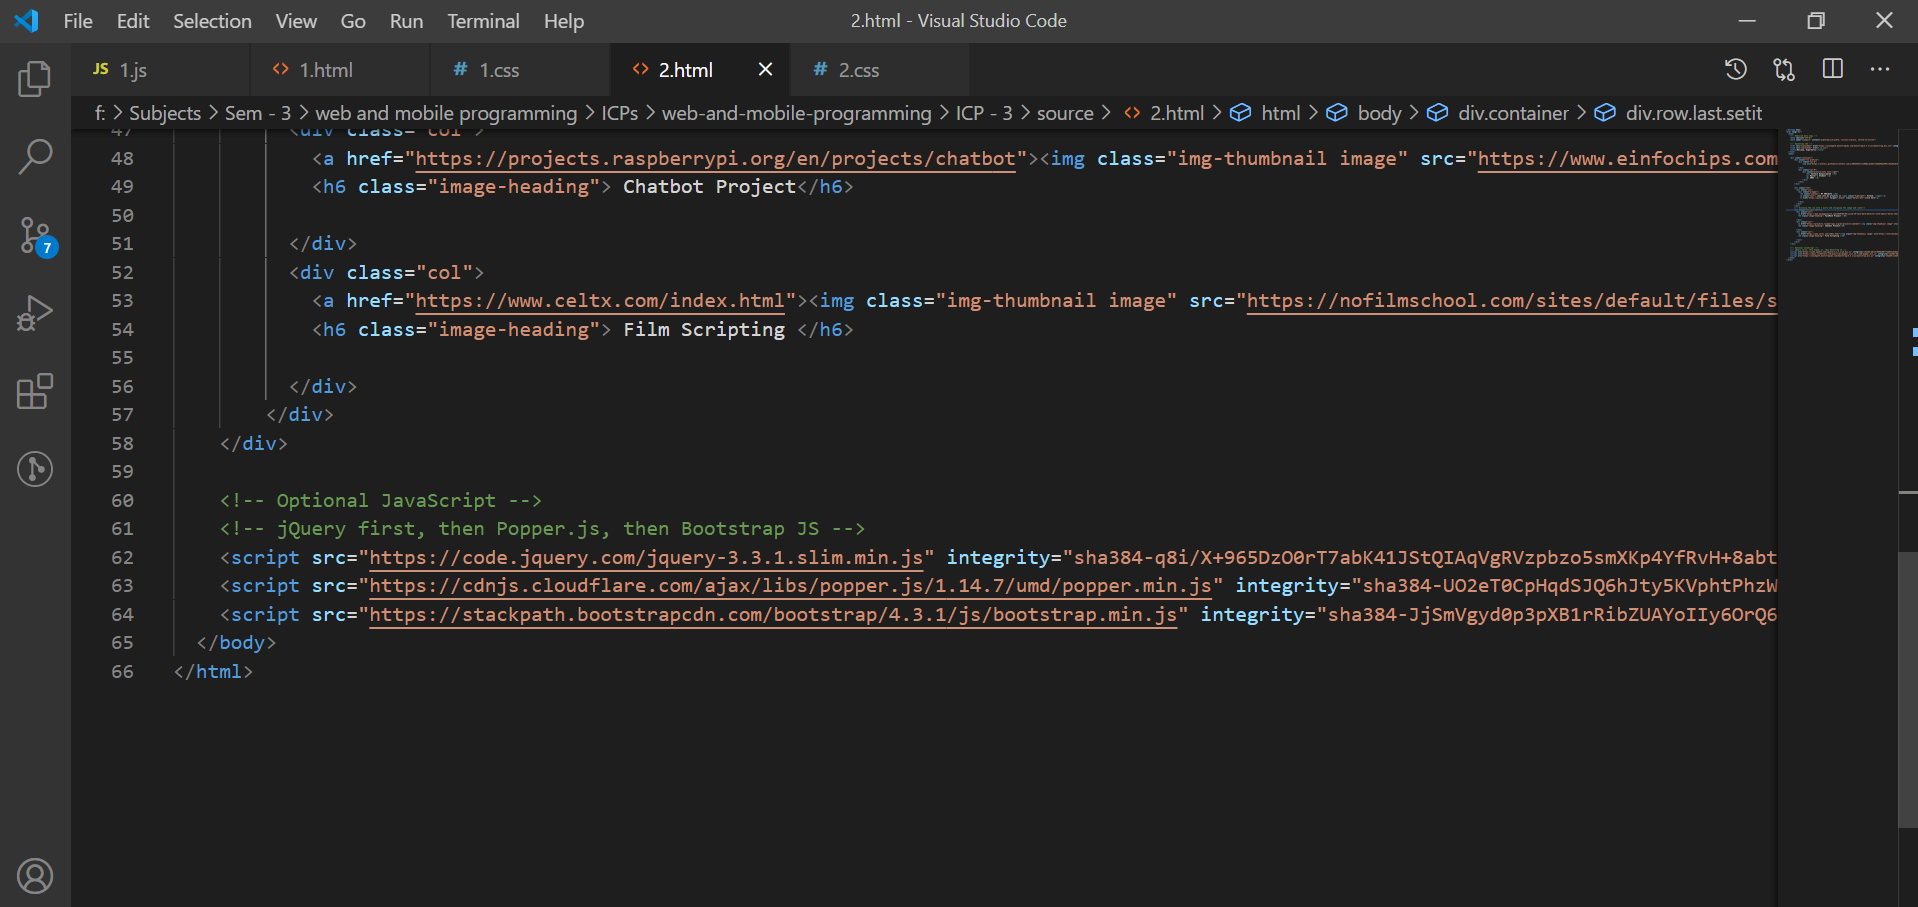 File Edit Selection View Go Run Terminal Help
2.html - Visual Studio Code
JS 1.js
<> 1.html
# 1.css
<> 2.html
# 2.css
f: > Subjects > Sem - 3 > web and mobile programming > ICPs > web-and-mobile-programming > ICP - 3 > source > <> 2.html > html > body > div.container > div.row.last.setit
47 <div class="col">
48 <a href="https://projects.raspberrypi.org/en/projects/chatbot"><img class="img-thumbnail image" src="https://www.einfochips.com
49 <h6 class="image-heading"> Chatbot Project</h6>
50
51 </div>
52 <div class="col">
53 <a href="https://www.celtx.com/index.html"><img class="img-thumbnail image" src="https://nofilmschool.com/sites/default/files/s
54 <h6 class="image-heading"> Film Scripting </h6>
55
56 </div>
57 </div>
58 </div>
59
60 <!-- Optional JavaScript -->
61 <!-- jQuery first, then Popper.js, then Bootstrap JS -->
62 <script src="https://code.jquery.com/jquery-3.3.1.slim.min.js" integrity="sha384-q8i/X+965DzO0rT7abK41JStQIAqVgRVzpbzo5smXKp4YfRvH+8abt
63 <script src="https://cdnjs.cloudflare.com/ajax/libs/popper.js/1.14.7/umd/popper.min.js" integrity="sha384-UO2eT0CpHqdSJQ6hJty5KVphtPhzW
64 <script src="https://stackpath.bootstrapcdn.com/bootstrap/4.3.1/js/bootstrap.min.js" integrity="sha384-JjSmVgyd0p3pXB1rRibZUAYoIIy6OrQ6
65 </body>
66 </html>
7